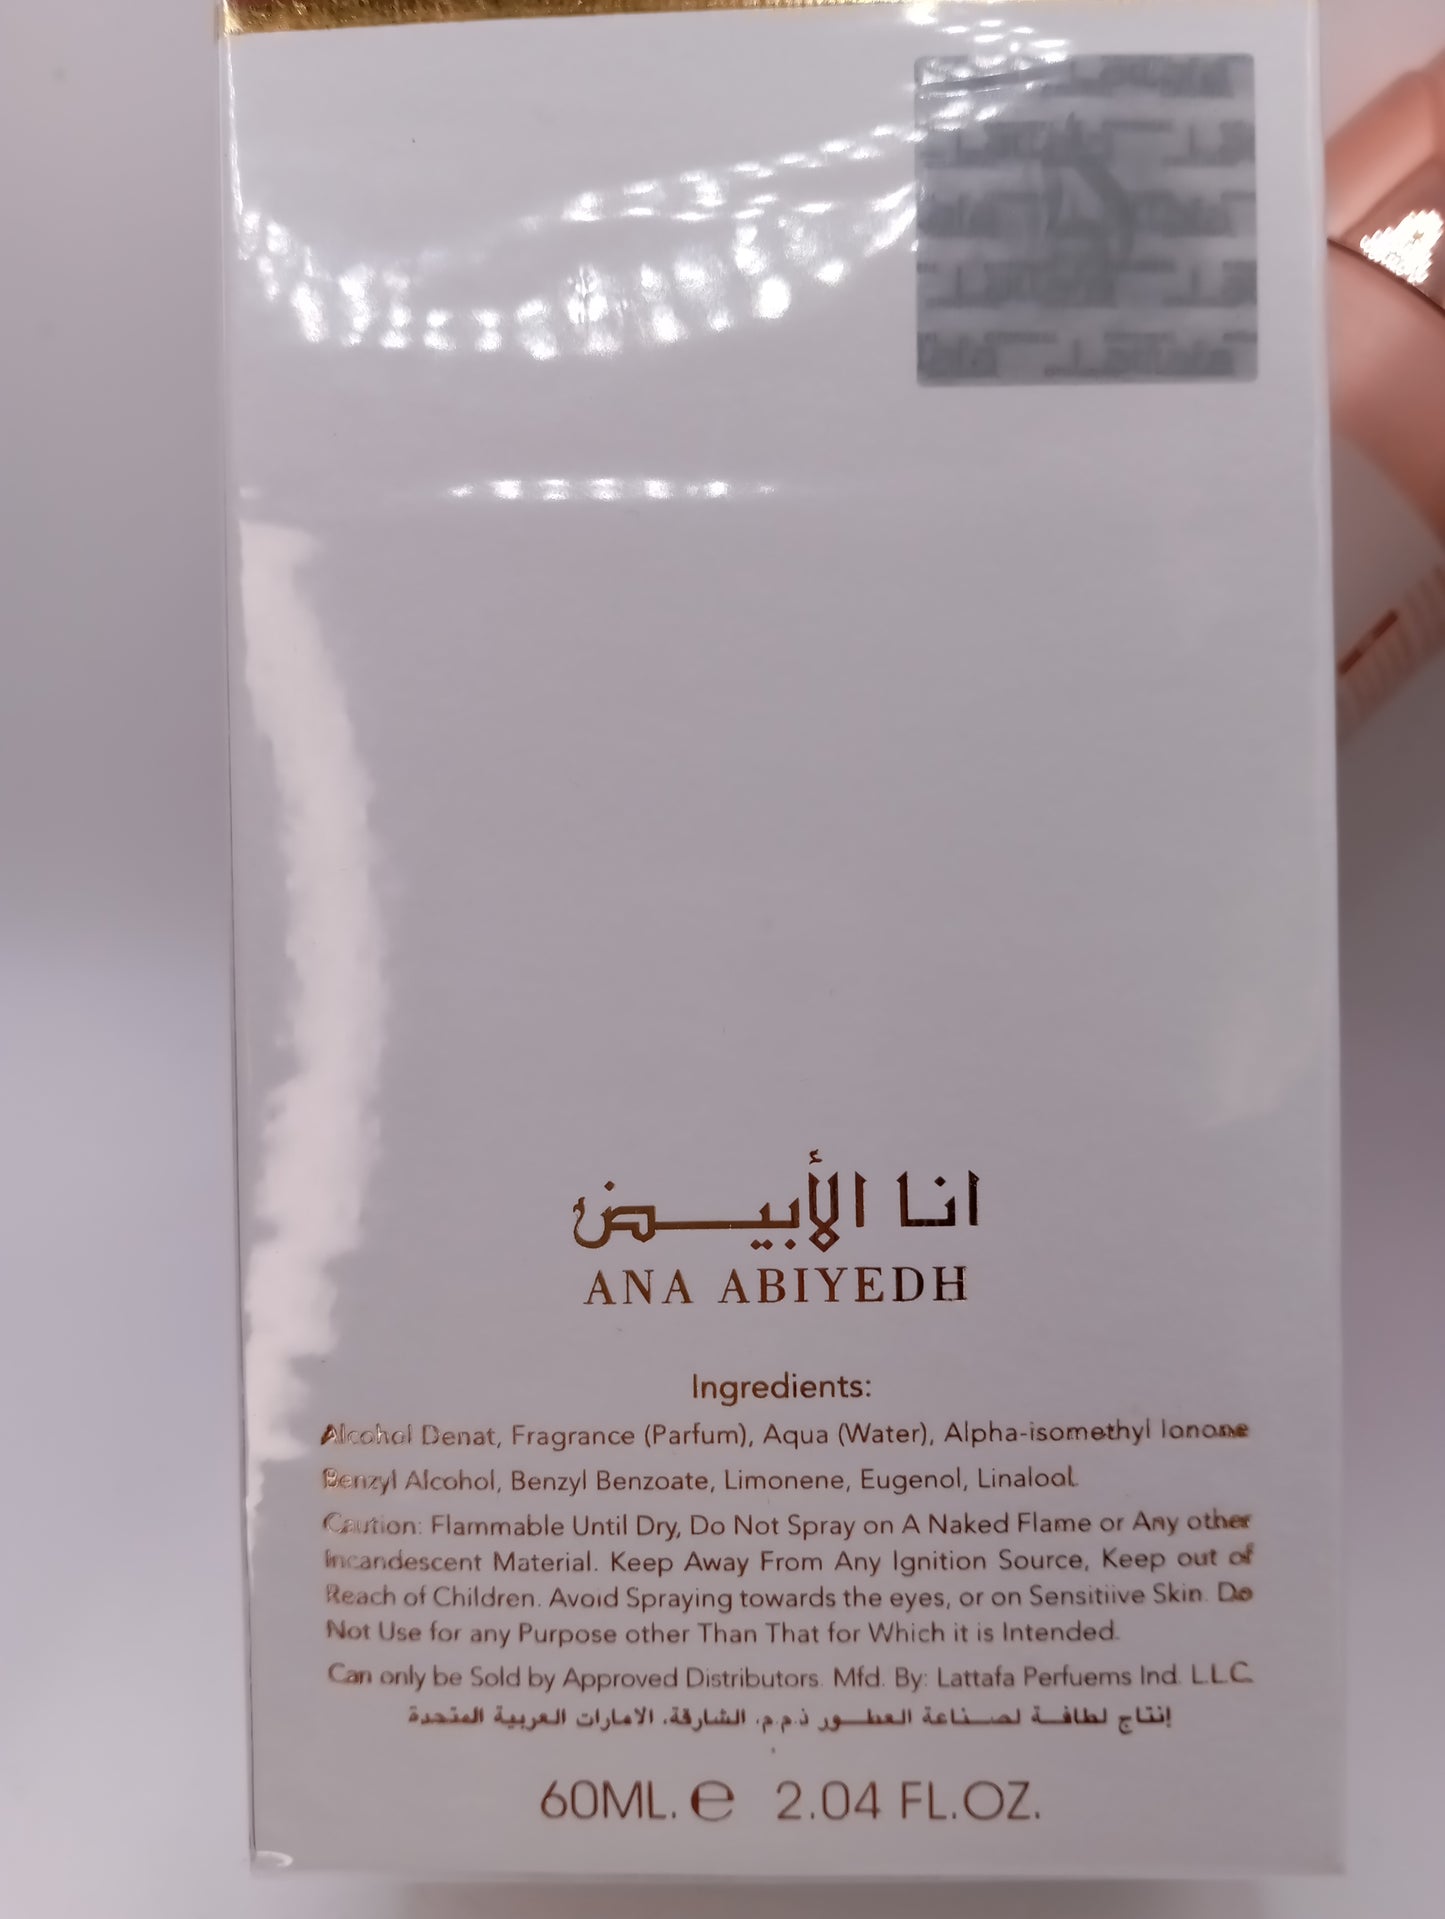 انا الأبيض
ANA ABIYEDH
Ingredients:
Alcohol Denat, Fragrance (Parfum), Aqua (Water), Alpha-isomethyl Ionone
Benzyl Alcohol, Benzyl Benzoate, Limonene, Eugenol, Linalool.
Caution: Flammable Until Dry, Do Not Spray on A Naked Flame or Any other
Incandescent Material. Keep Away From Any Ignition Source, Keep out of
Reach of Children. Avoid Spraying towards the eyes, or on Sensitiive Skin. Do
Not Use for any Purpose other Than That for Which it is Intended.
Can only be Sold by Approved Distributors. Mfd. By: Lattafa Perfuems Ind. L.L.C
إنتاج لطافة لصناعة العطور ذ.م.م. الشارقة، الامارات العربية المتحدة
60ML. e 2.04 FL.OZ.